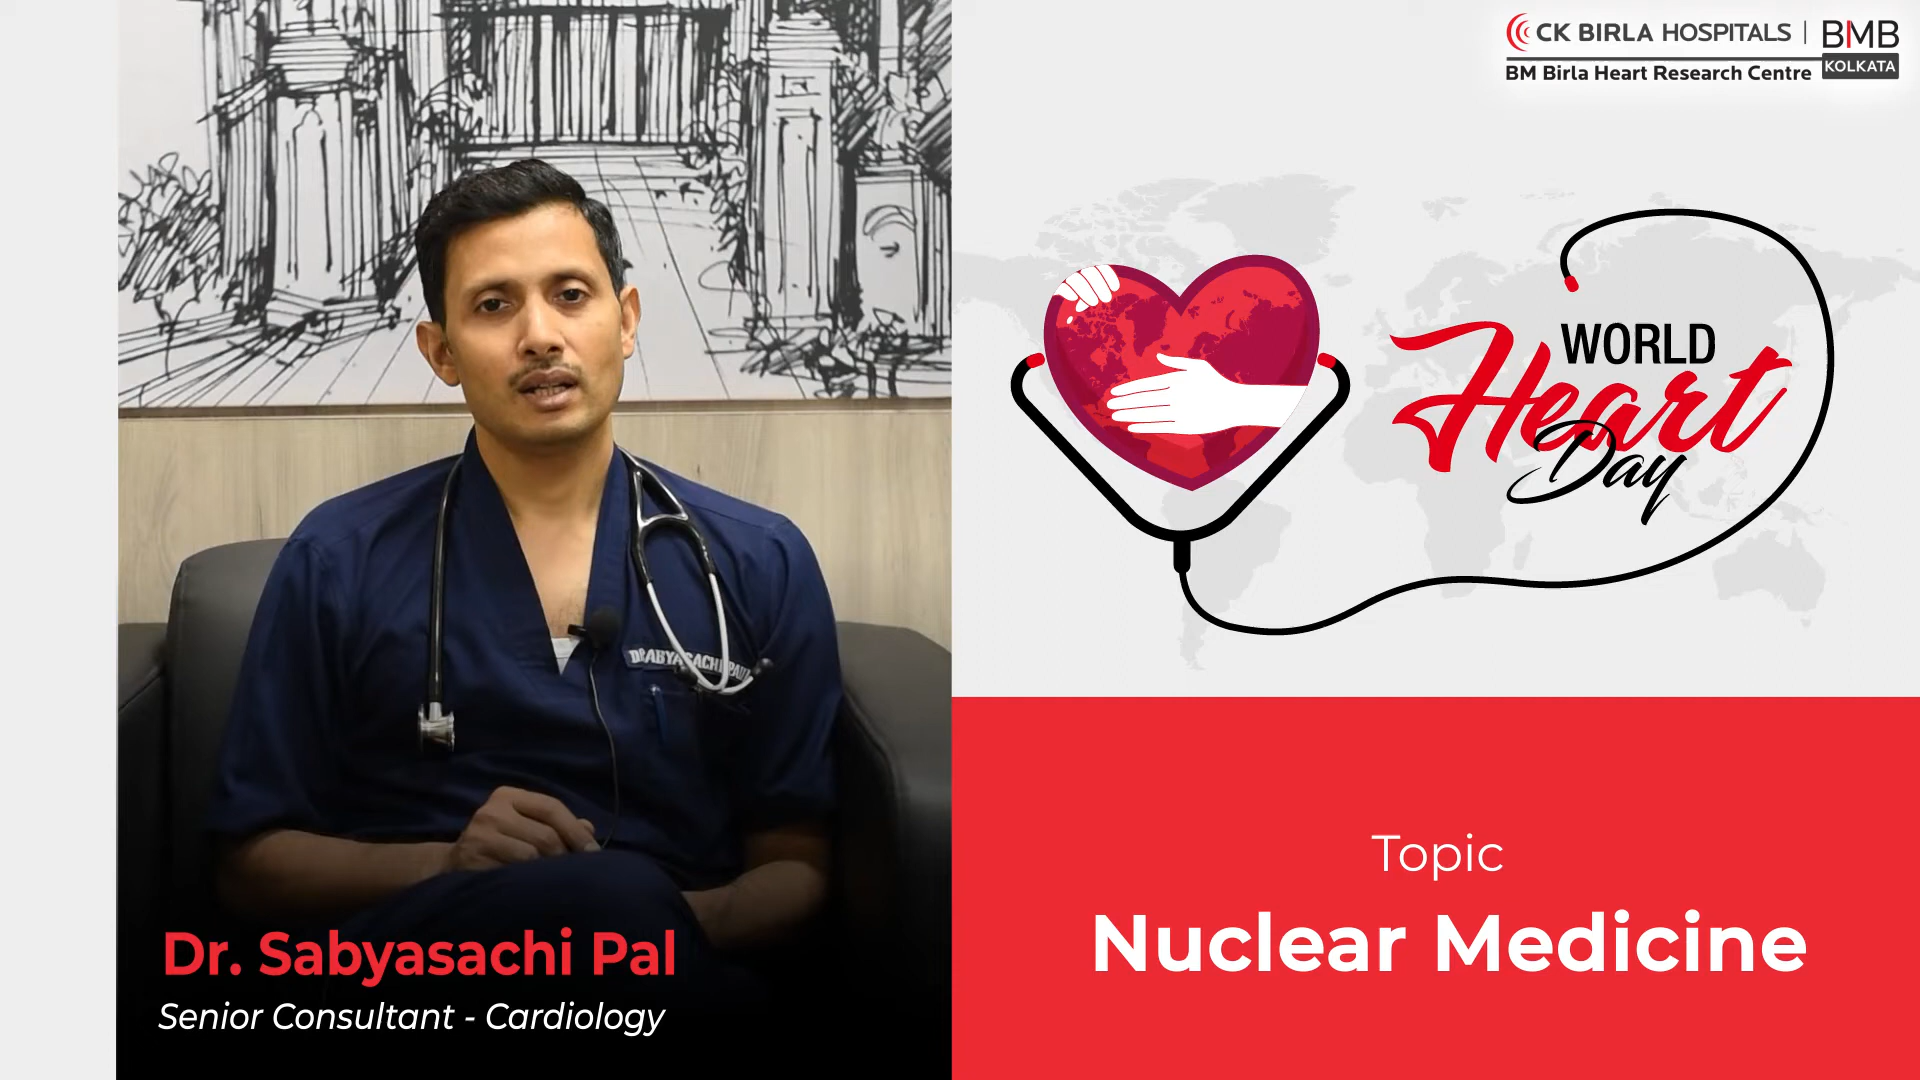 CK BIRLA HOSPITALS | BMB
BM Birla Heart Research Centre KOLKATA
WORLD
Heart
Day
Dr. Sabyasachi Pal
Senior Consultant - Cardiology
Topic
Nuclear Medicine